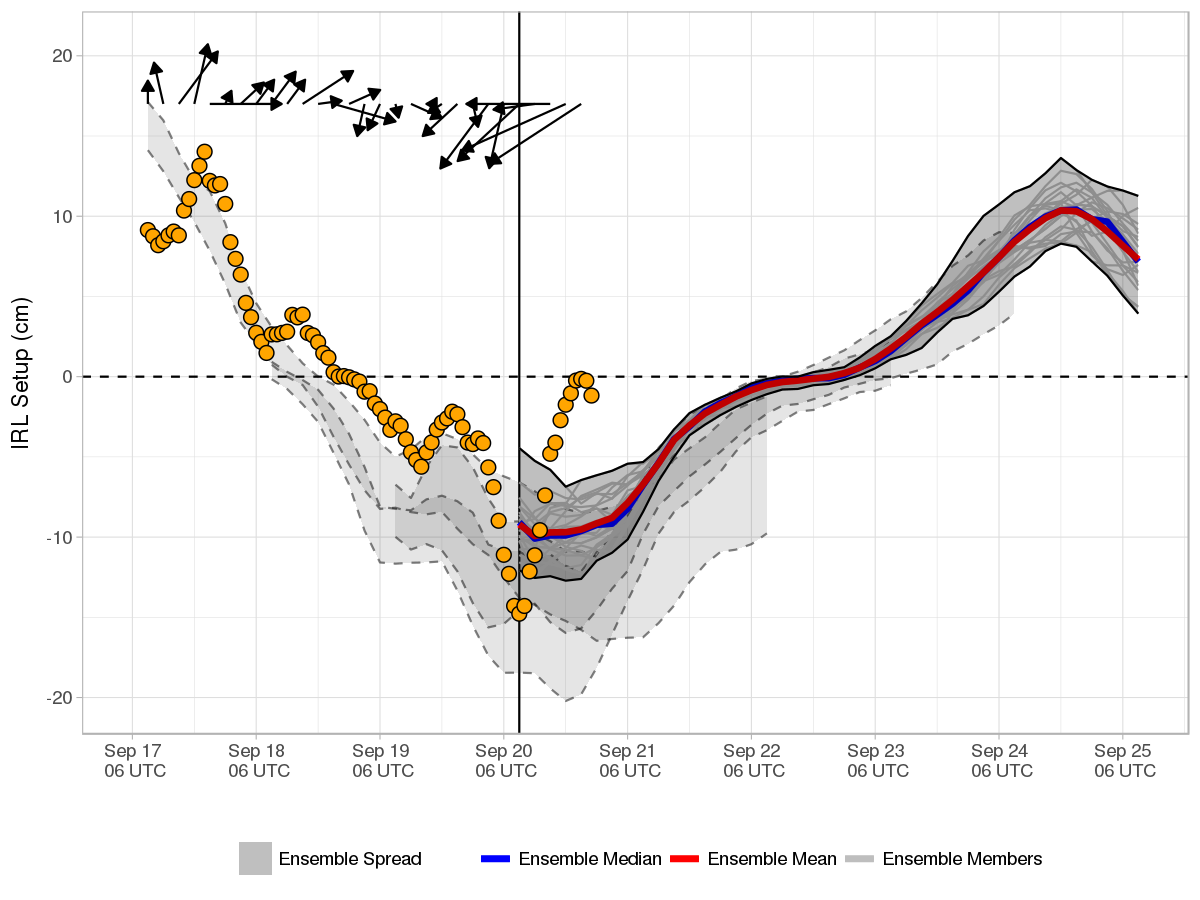 IRL Setup (cm)
20
10
0
-10
-20
Sep 17 Sep 18 Sep 19 Sep 20 Sep 21 Sep 22 Sep 23 Sep 24 Sep 25
06 UTC 06 UTC 06 UTC 06 UTC 06 UTC 06 UTC 06 UTC 06 UTC 06 UTC
Ensemble Spread Ensemble Median Ensemble Mean Ensemble Members